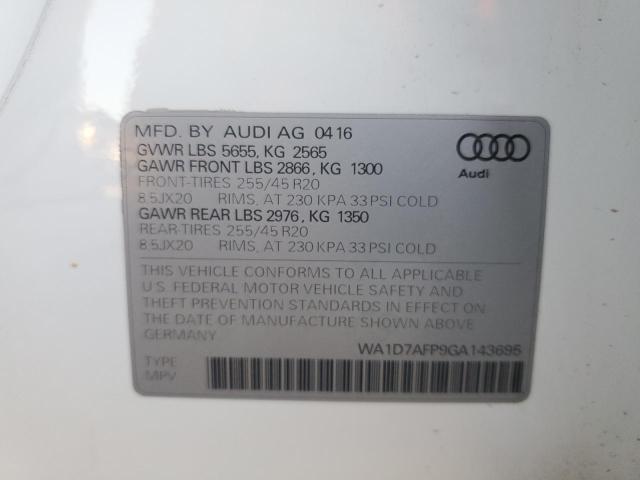 MFD. BY AUDI AG 04 16
GVWR LBS 5655, KG 2565
GAWR FRONT LBS 2866, KG 1300
FRONT-TIRES 255/45 R20
8.5JX20 RIMS, AT 230 KPA 33 PSI COLD
GAWR REAR LBS 2976, KG 1350
REAR-TIRES 255/45 R20
8.5JX20 RIMS, AT 230 KPA 33 PSI COLD
Audi
THIS VEHICLE CONFORMS TO ALL APPLICABLE
U.S. FEDERAL MOTOR VEHICLE SAFETY AND
THEFT PREVENTION STANDARDS IN EFFECT ON
THE DATE OF MANUFACTURE SHOWN ABOVE
GERMANY
WA1D7AFP9GA143695
TYPE
MPV